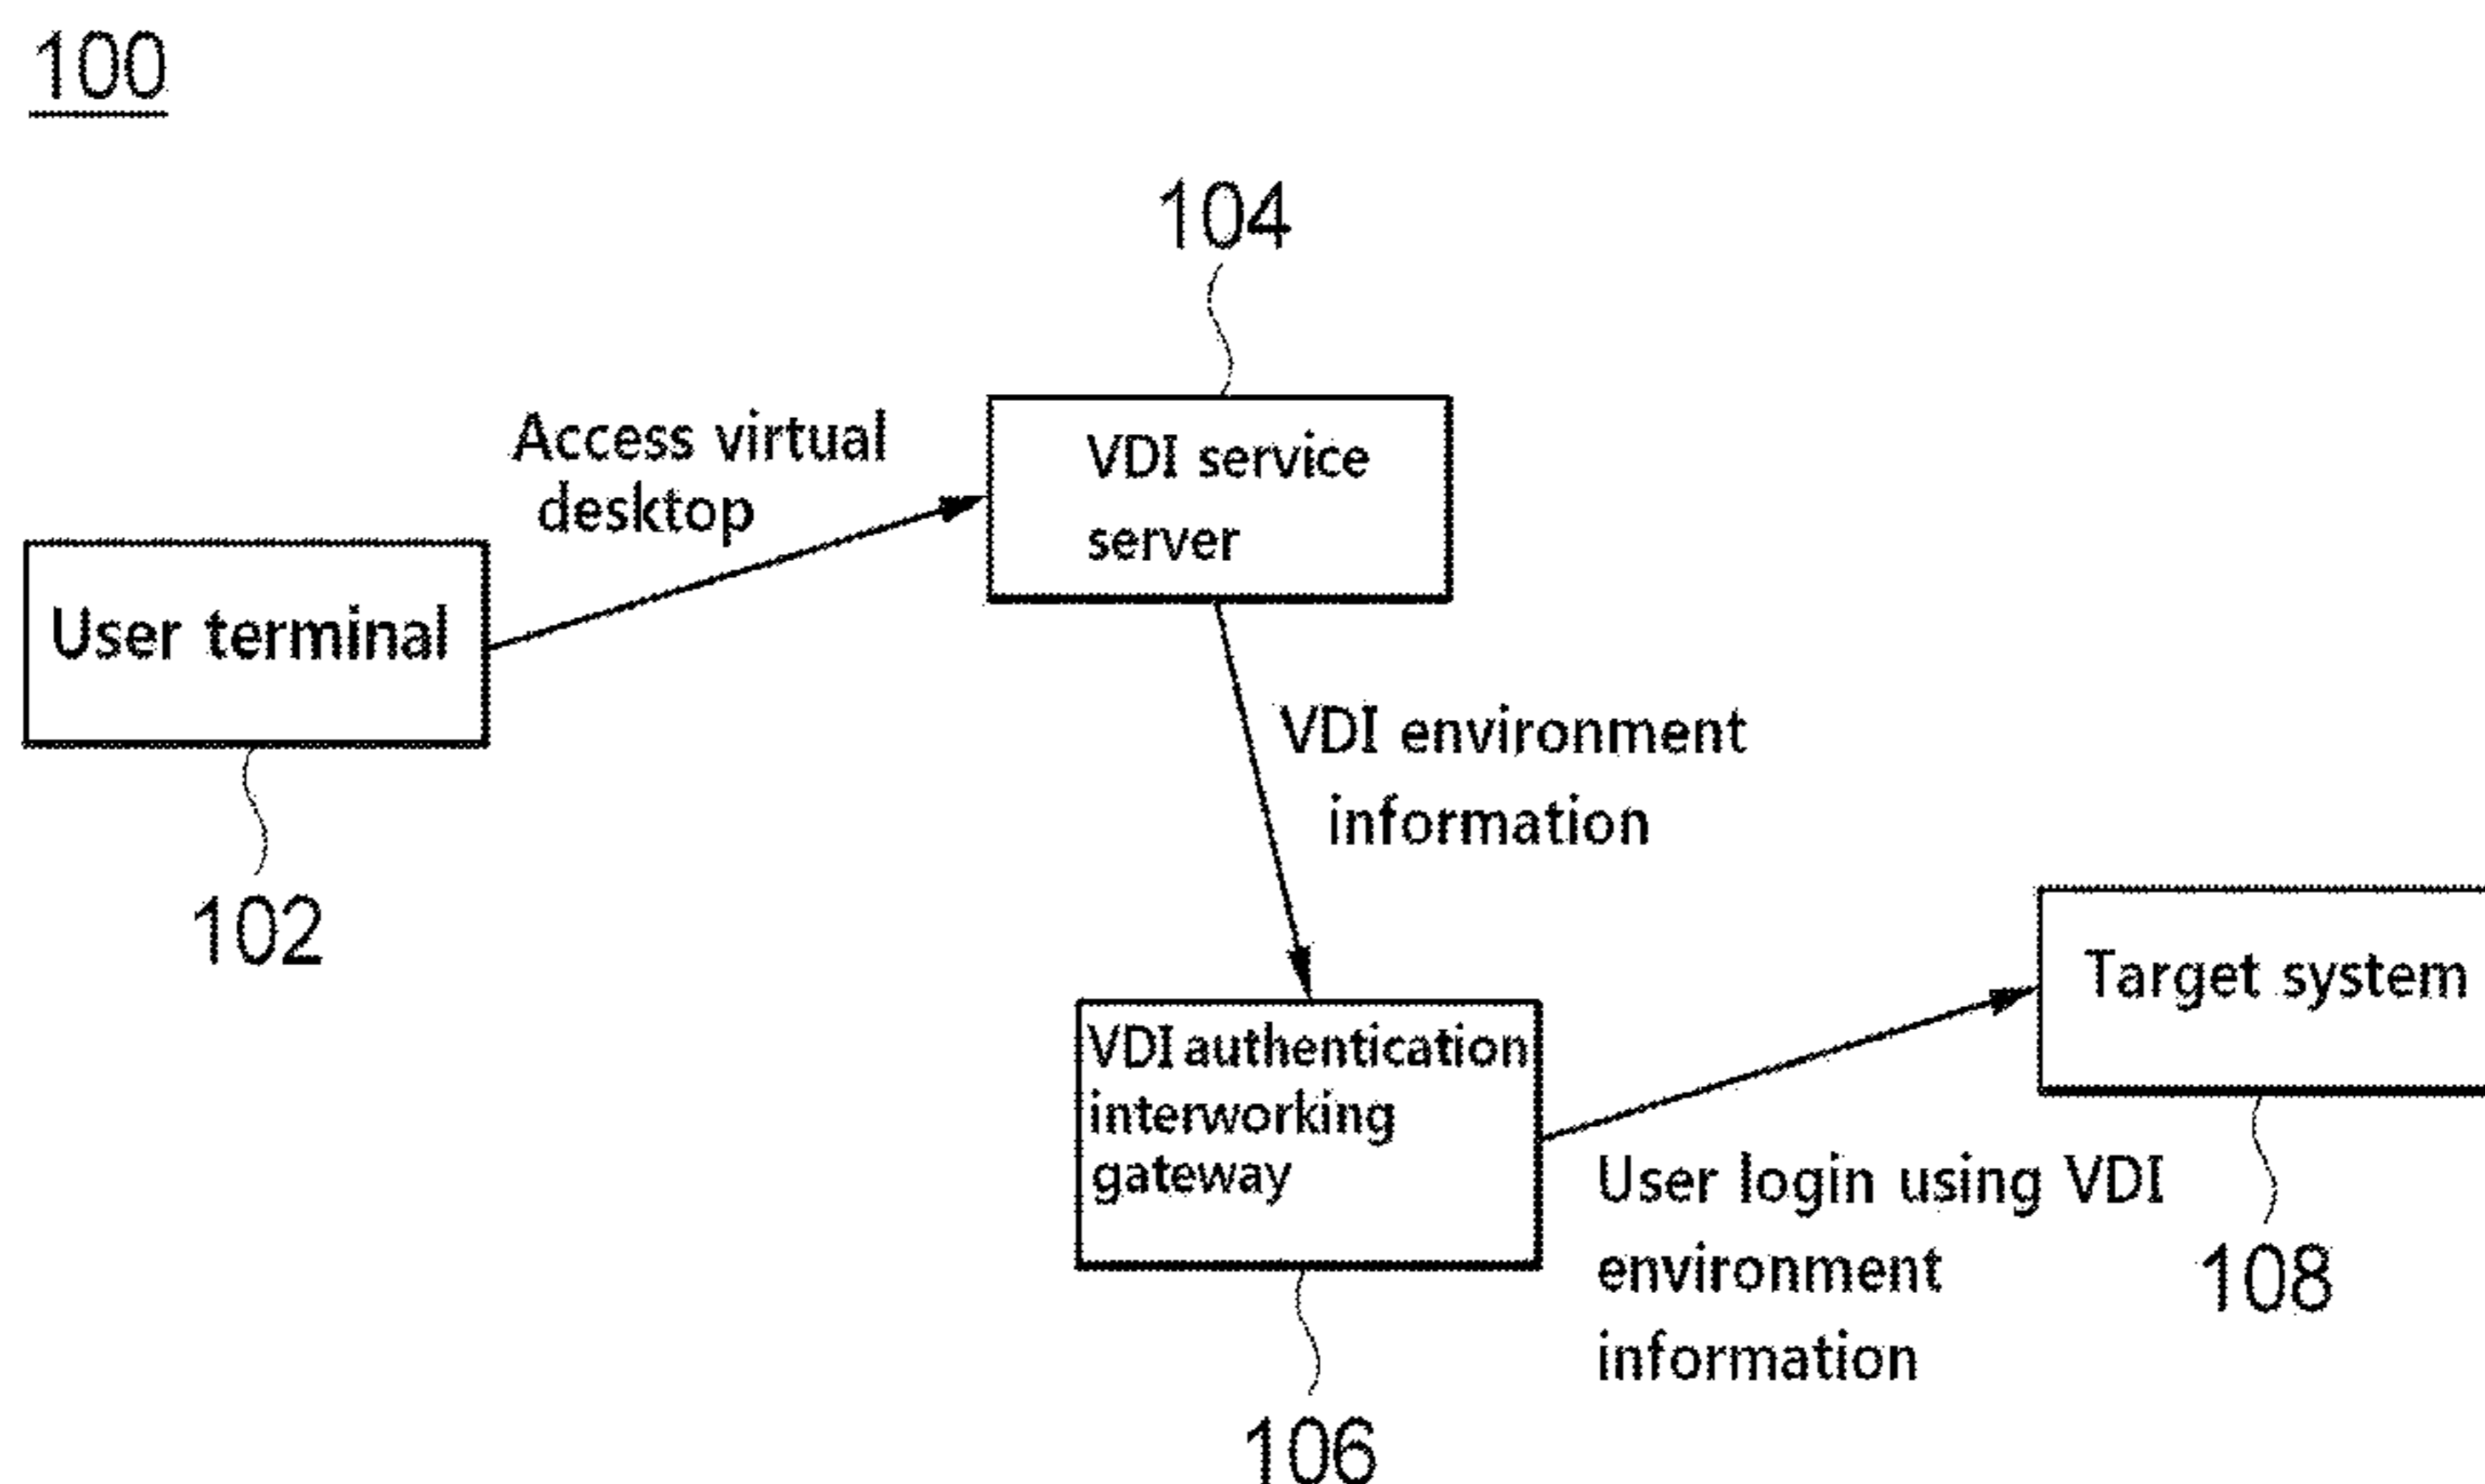 100
104
Access virtual
desktop
VDI service
server
User terminal
102
VDI environment
information
VDI authentication
interworking
gateway
106
Target system
108
User login using VDI
environment
information